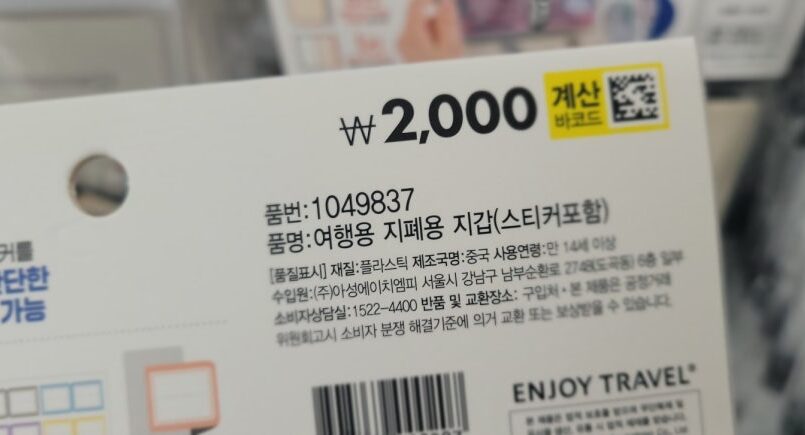 ₩2,000
계산
바코드
품번:1049837
품명:여행용 지폐용 지갑(스티커포함)
[품질표시] 재질:플라스틱 제조국명:중국 사용연령:만 14세 이상
수입원:(주)아성에이치엠피 서울시 강남구 남부순환로 2748(도곡동) 6층 일부
소비자상담실:1522-4400 반품 및 교환장소: 구입처 • 본 제품은 공정거래
위원회고시 소비자 분쟁 해결기준에 의거 교환 또는 보상받을 수 있습니다.
커를
간단한
가능
ENJOY TRAVEL®